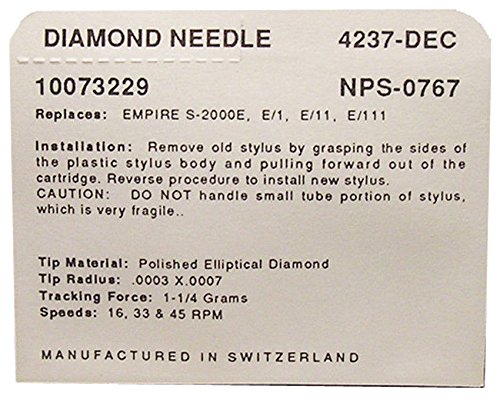 DIAMOND NEEDLE 4237-DEC
10073229 NPS-0767
Replaces: EMPIRE S-2000E, E/1, E/11, E/111
Installation: Remove old stylus by grasping the sides of
the plastic stylus body and pulling forward out of the
cartridge. Reverse procedure to install new stylus.
CAUTION: DO NOT handle small tube portion of stylus,
which is very fragile..
Tip Material: Polished Elliptical Diamond
Tip Radius: .0003 X.0007
Tracking Force: 1-1/4 Grams
Speeds: 16, 33 & 45 RPM
MANUFACTURED IN SWITZERLAND